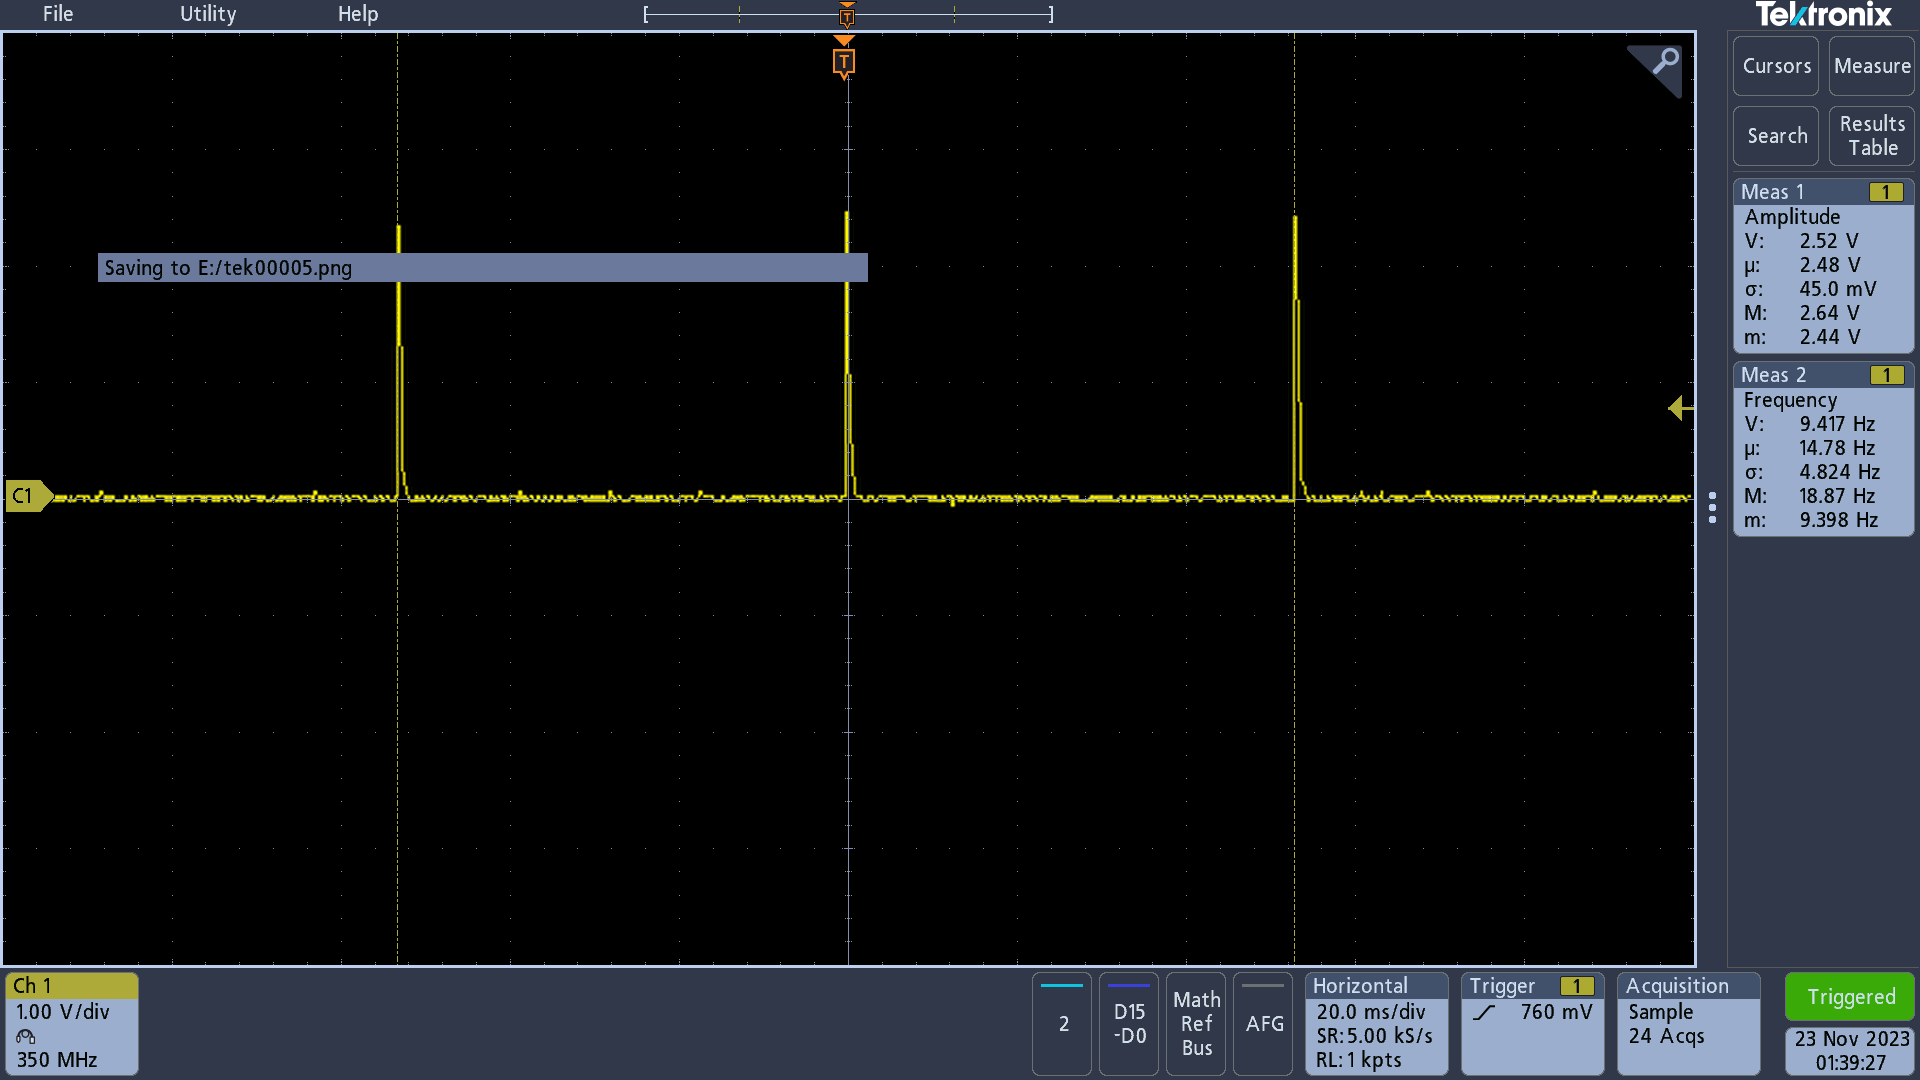 File Utility Help
T
Tektronix
T
Cursors Measure
Search Results Table
Saving to E:/tek00005.png
Meas 1 1
Amplitude
V: 2.52 V
µ: 2.48 V
σ: 45.0 mV
M: 2.64 V
m: 2.44 V
Meas 2 1
Frequency
V: 9.417 Hz
µ: 14.78 Hz
σ: 4.824 Hz
M: 18.87 Hz
m: 9.398 Hz
C1
Ch 1
1.00 V/div
350 MHz
2
D15
-D0
Math
Ref
Bus
AFG
Horizontal
20.0 ms/div
SR:5.00 kS/s
RL:1 kpts
Trigger 1
760 mV
Acquisition
Sample
24 Acqs
Triggered
23 Nov 2023
01:39:27